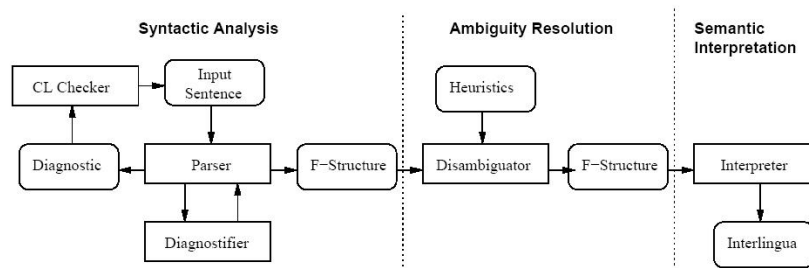 Syntactic Analysis
Ambiguity Resolution
Semantic
Interpretation
CL Checker
Input
Sentence
Heuristics
Diagnostic
Parser
F−Structure
Disambiguator
F−Structure
Interpreter
Diagnostifier
Interlingua